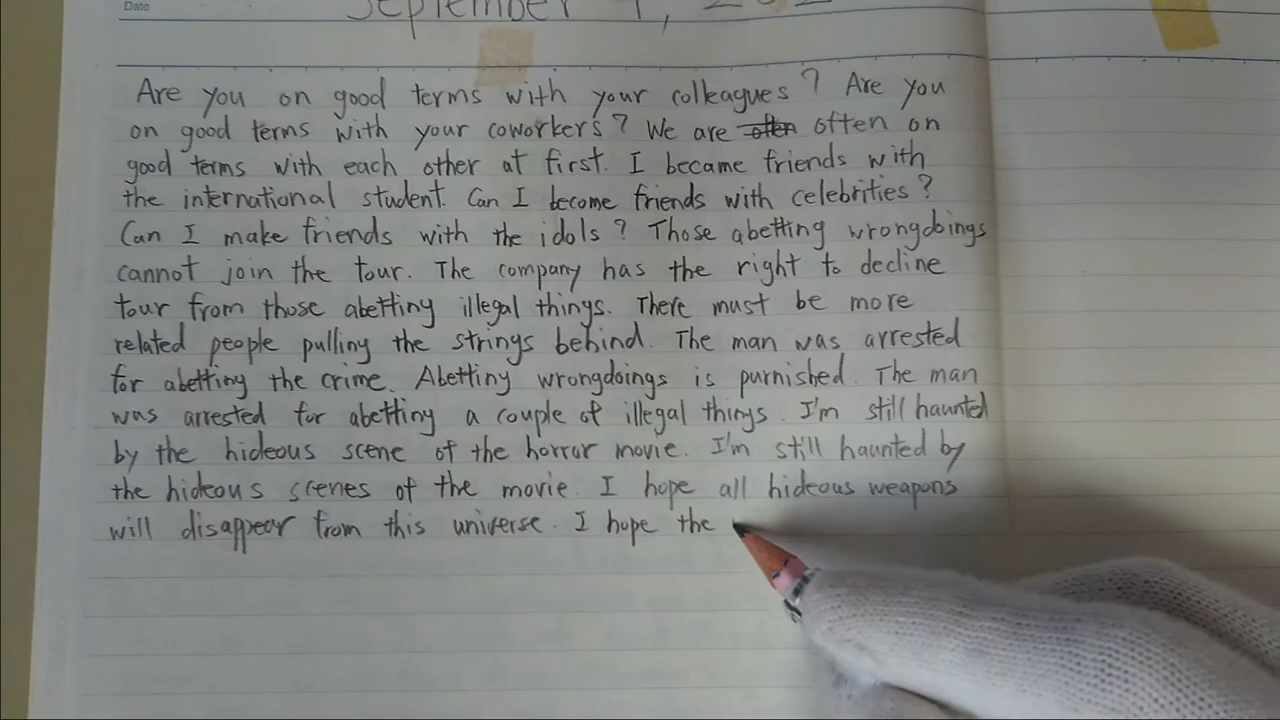 Date
September
Are you on good terms with your colleagues? Are you
on good terms with your coworkers? We are often often on
good terms with each other at first. I became friends with
the international student. Can I become friends with celebrities?
Can I make friends with the idols? Those abetting wrongdoings
cannot join the tour. The company has the right to decline
tour from those abetting illegal things. There must be more
related people pulling the strings behind. The man was arrested
for abetting the crime. Abetting wrongdoings is purnished. The man
was arrested for abetting a couple of illegal things. I'm still haunted
by the hideous scene of the horror movie. I'm still haunted by
the hideous scenes of the movie. I hope all hideous weapons
will disappear from this universe. I hope the